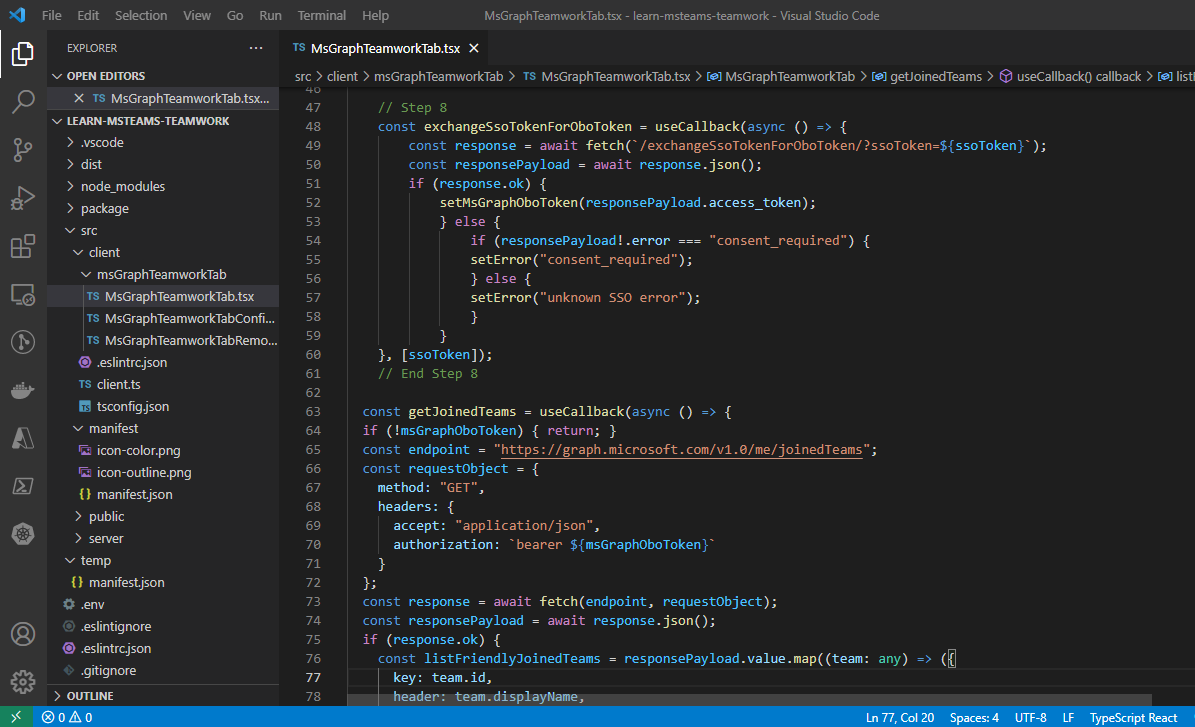 File Edit Selection View Go Run Terminal Help MsGraphTeamworkTab.tsx - learn-msteams-teamwork - Visual Studio Code
EXPLORER ···
OPEN EDITORS
TS MsGraphTeamworkTab.tsx...
LEARN-MSTEAMS-TEAMWORK
.vscode
dist
node_modules
package
src
client
msGraphTeamworkTab
TS MsGraphTeamworkTab.tsx
TS MsGraphTeamworkTabConfi...
TS MsGraphTeamworkTabRemo...
.eslintrc.json
TS client.ts
TS tsconfig.json
manifest
icon-color.png
icon-outline.png
{} manifest.json
public
server
temp
{} manifest.json
.env
.eslintignore
.eslintrc.json
.gitignore
OUTLINE
TS MsGraphTeamworkTab.tsx ×
src > client > msGraphTeamworkTab > TS MsGraphTeamworkTab.tsx > MsGraphTeamworkTab > getJoinedTeams > useCallback() callback > list
46
47 // Step 8
48 const exchangeSsoTokenForOboToken = useCallback(async () => {
49 const response = await fetch(`/exchangeSsoTokenForOboToken/?ssoToken=${ssoToken}`);
50 const responsePayload = await response.json();
51 if (response.ok) {
52 setMsGraphOboToken(responsePayload.access_token);
53 } else {
54 if (responsePayload!.error === "consent_required") {
55 setError("consent_required");
56 } else {
57 setError("unknown SSO error");
58 }
59 }
60 }, [ssoToken]);
61 // End Step 8
62
63 const getJoinedTeams = useCallback(async () => {
64 if (!msGraphOboToken) { return; }
65 const endpoint = "https://graph.microsoft.com/v1.0/me/joinedTeams";
66 const requestObject = {
67 method: "GET",
68 headers: {
69 accept: "application/json",
70 authorization: `bearer ${msGraphOboToken}`
71 }
72 };
73 const response = await fetch(endpoint, requestObject);
74 const responsePayload = await response.json();
75 if (response.ok) {
76 const listFriendlyJoinedTeams = responsePayload.value.map((team: any) => ({
77 key: team.id,
78 header: team.displayName,
0 0 Ln 77, Col 20 Spaces: 4 UTF-8 LF TypeScript React